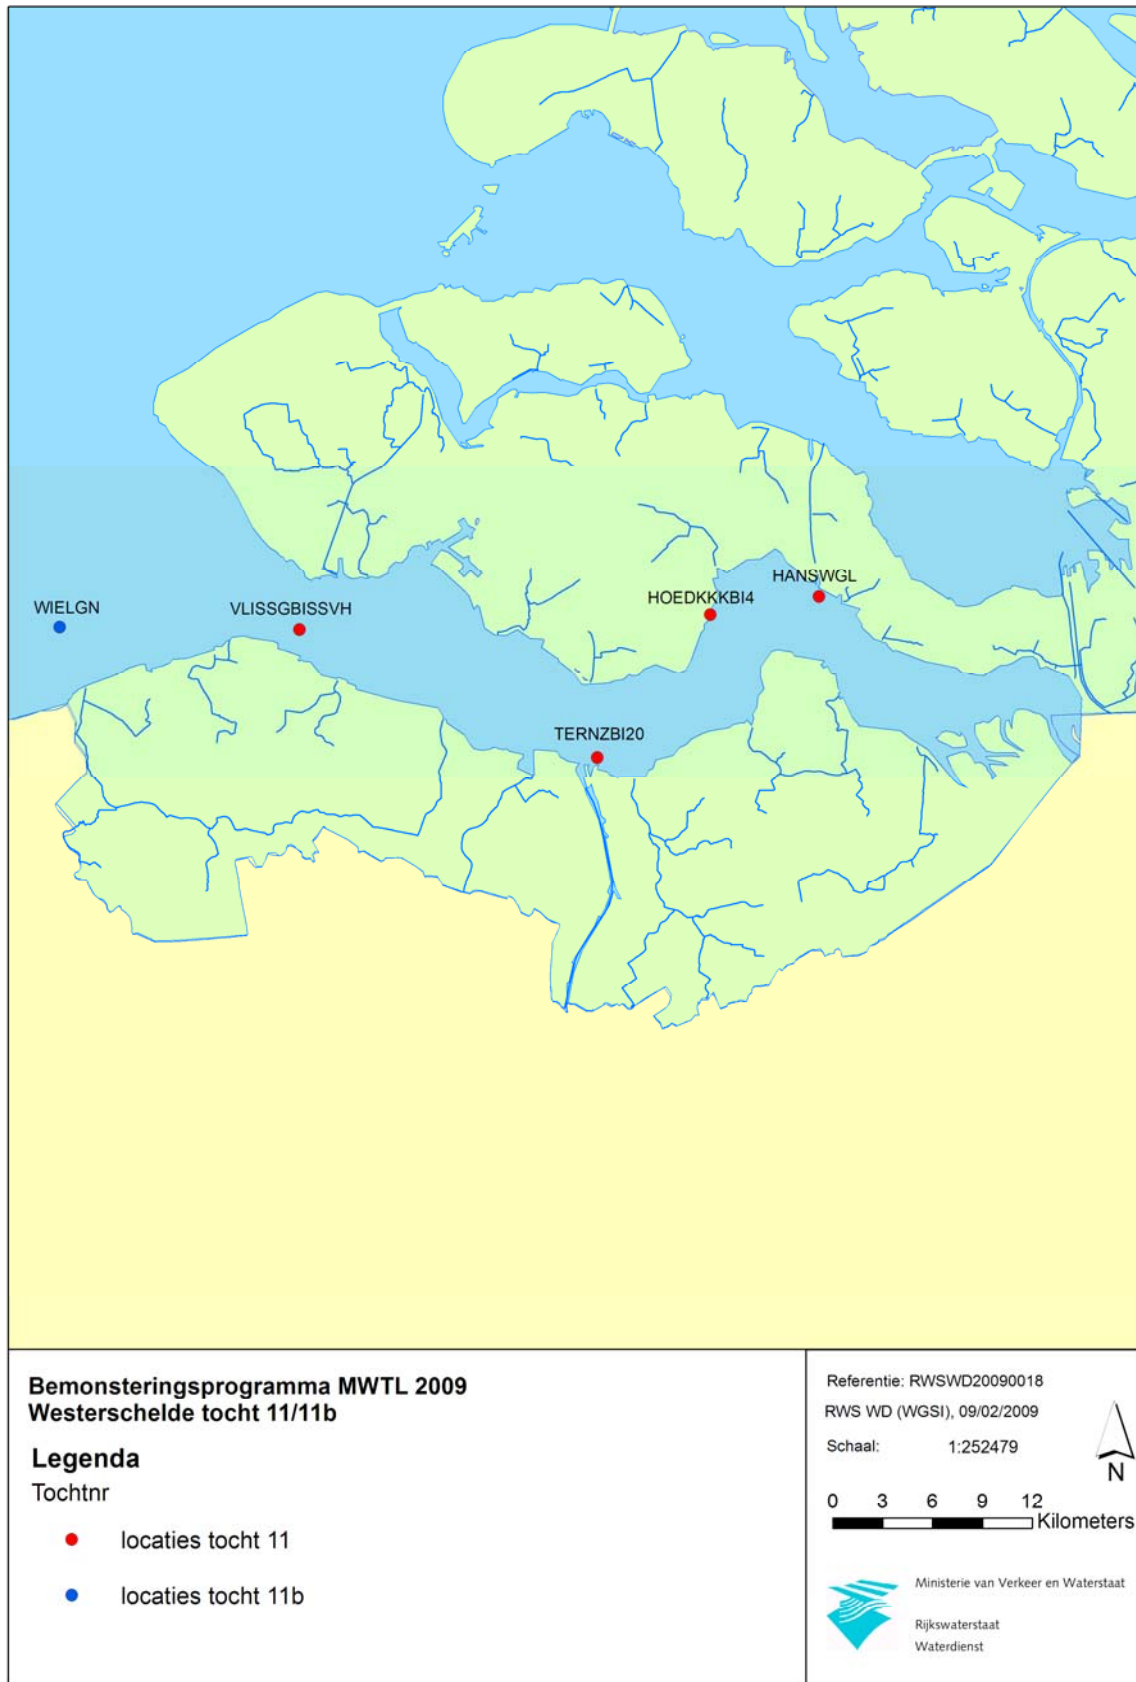 HANSWGL
HOEDKKKBI4
WIELGN
VLISSGBISSVH
TERNZBI20
Bemonsteringsprogramma MWTL 2009
Westerschelde tocht 11/11b
Legenda
Tochtnr
locaties tocht 11
locaties tocht 11b
Referentie: RWSWD20090018
RWS WD (WGSI), 09/02/2009
Schaal: 1:252479
N
0 3 6 9 12
Kilometers
Ministerie van Verkeer en Waterstaat
Rijkswaterstaat
Waterdienst